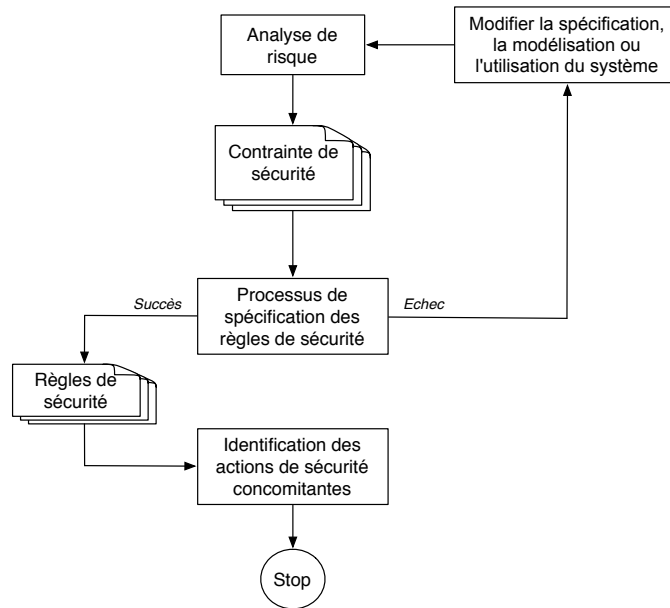 Analyse de
risque
Modifier la spécification,
la modélisation ou
l'utilisation du système
Contrainte de
sécurité
Succès
Processus de
spécification des
règles de sécurité
Echec
Règles de
sécurité
Identification des
actions de sécurité
concomitantes
Stop